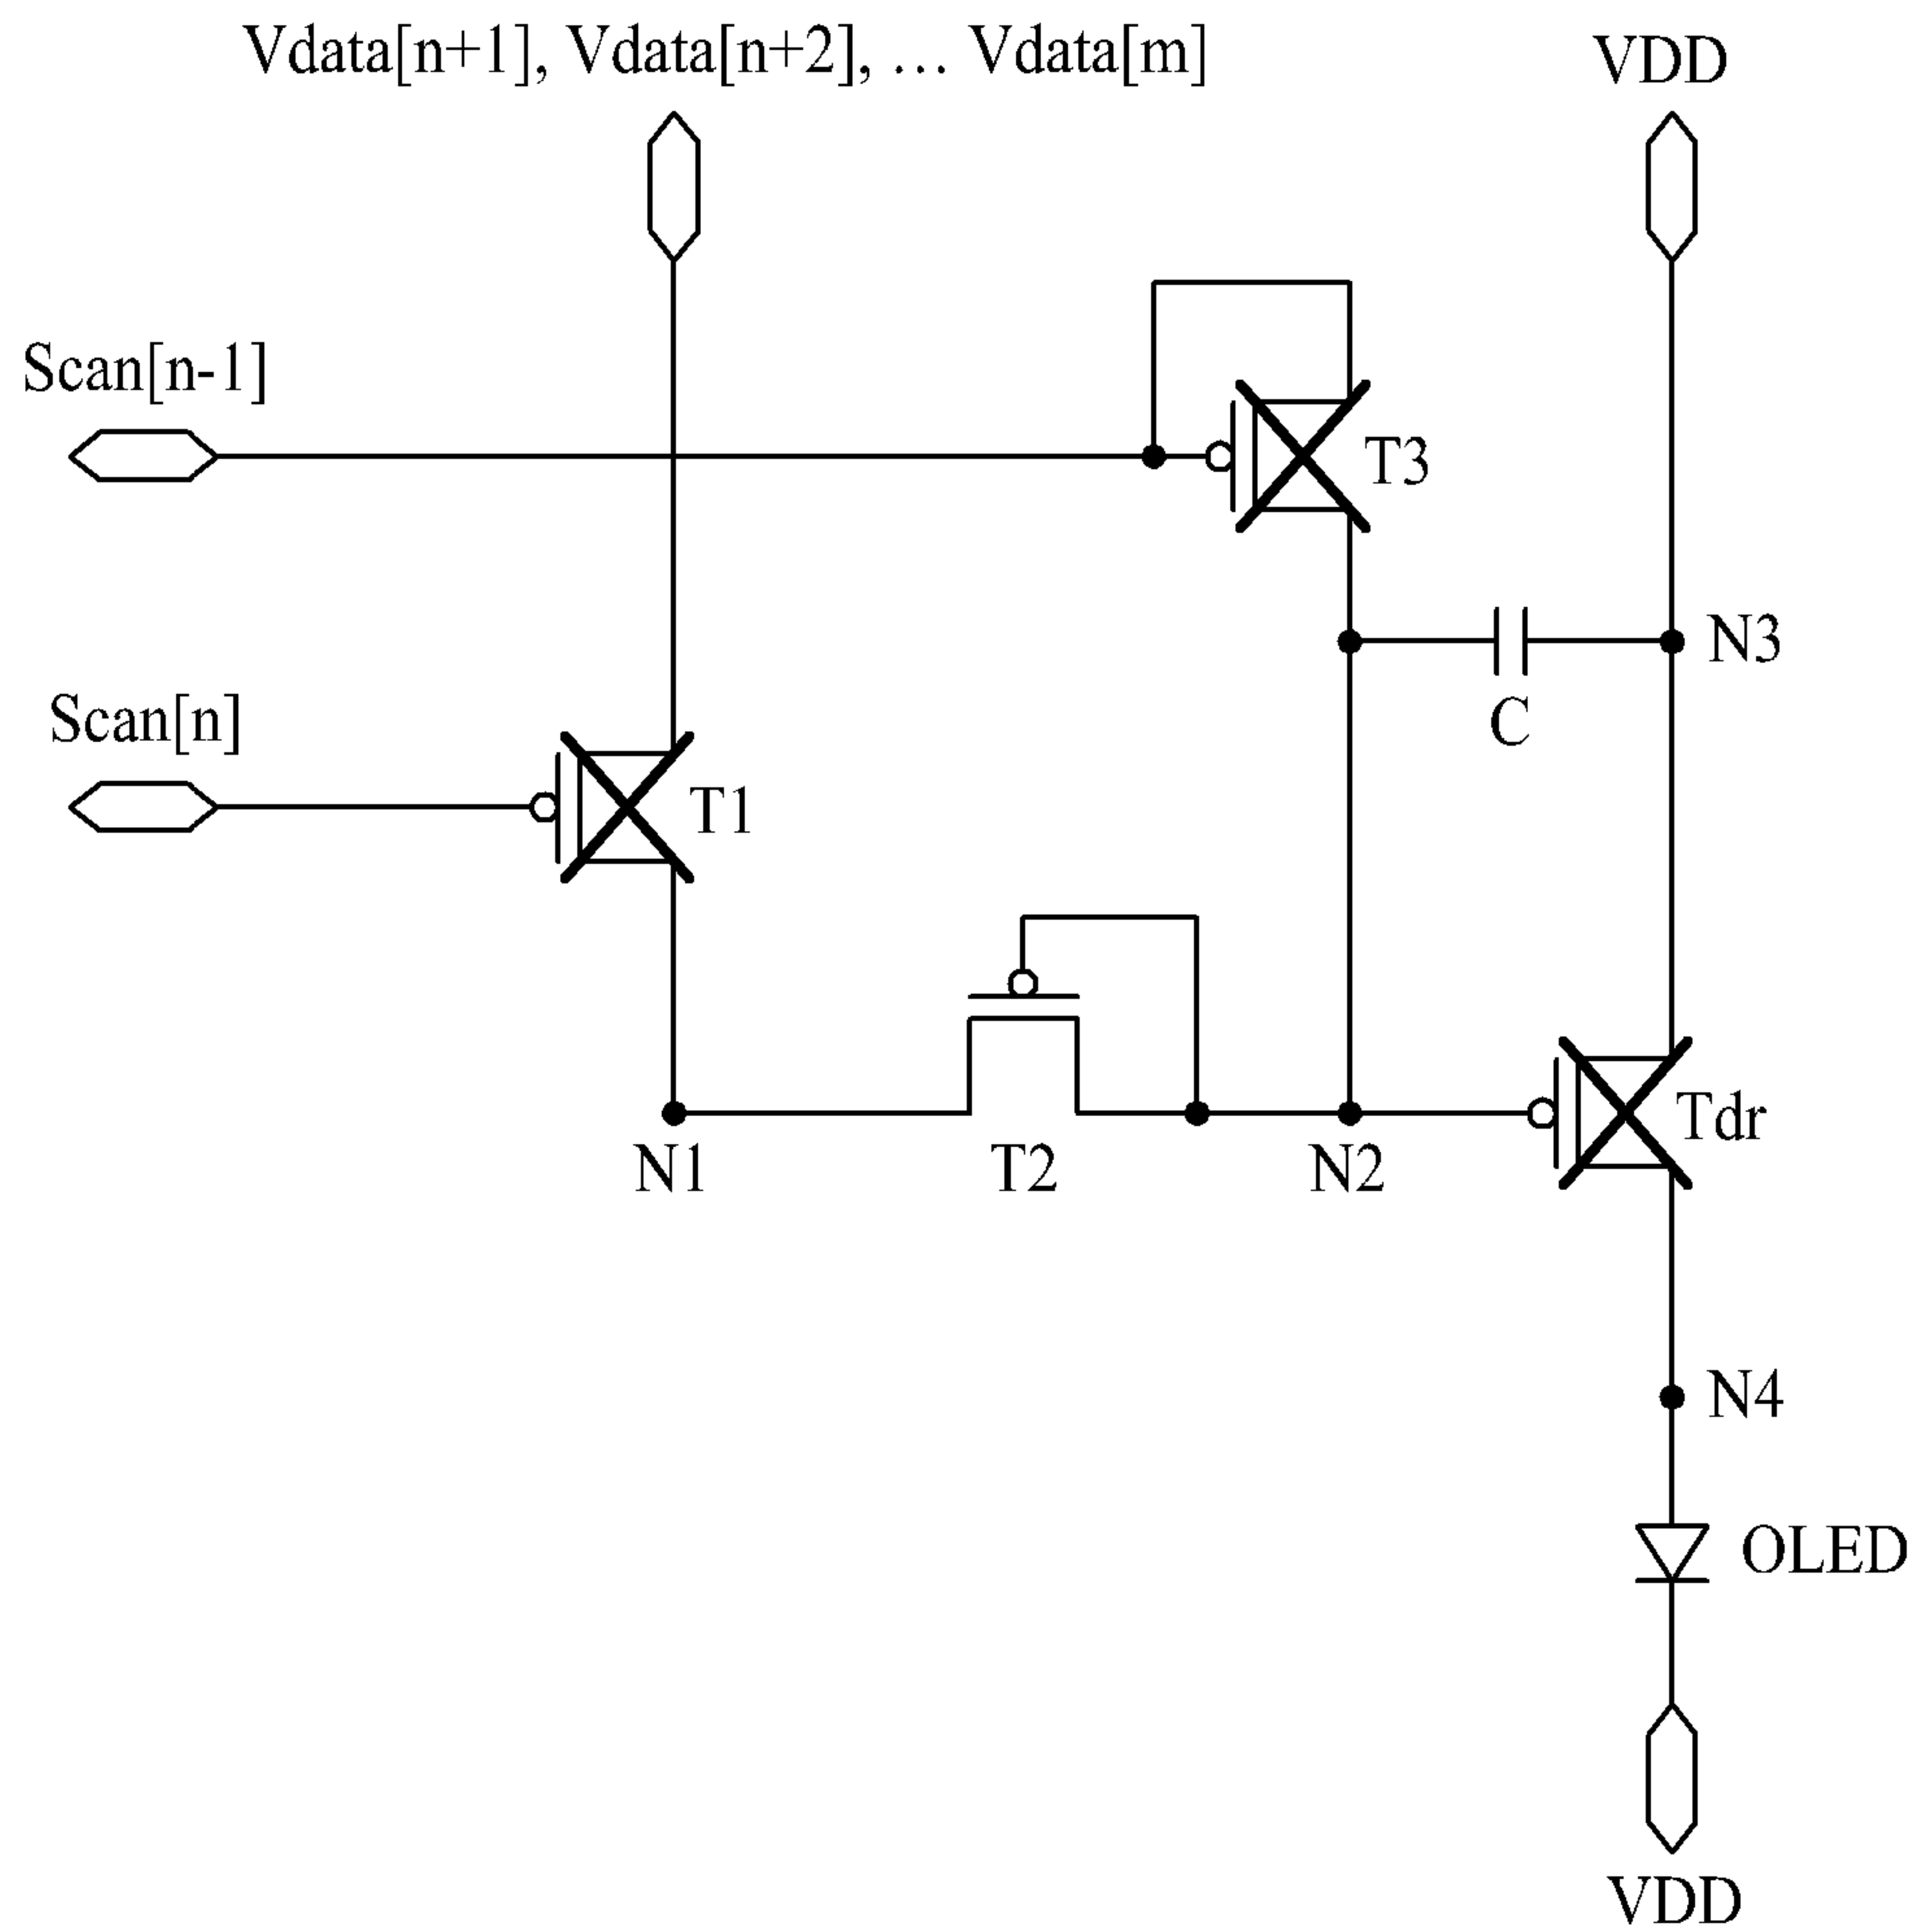 Vdata[n+1], Vdata[n+2], ... Vdata[m]
VDD
Scan[n-1]
T3
N3
C
Scan[n]
T1
Tdr
N1
T2
N2
N4
OLED
VDD